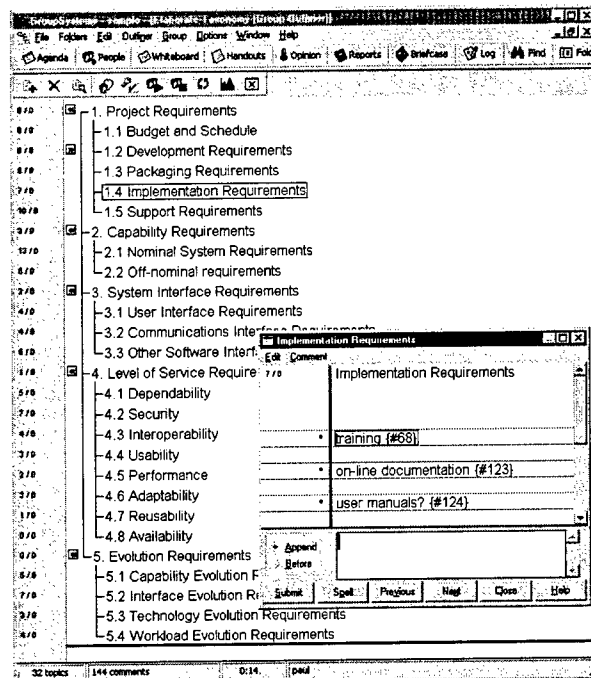 GroupSystems - Sample - [Elaborate Taxonomy (Group Outliner)]
File Folders Edit Outliner Group Options Window Help
Agenda People Whiteboard Handouts Opinion Reports Briefcase Log Find
1. Project Requirements
1.1 Budget and Schedule
1.2 Development Requirements
1.3 Packaging Requirements
7/0 1.4 Implementation Requirements
1.5 Support Requirements
2. Capability Requirements
2.1 Nominal System Requirements
2.2 Off-nominal requirements
3. System Interface Requirements
3.1 User Interface Requirements
3.2 Communications Interface Requirements
3.3 Other Software Interf
4. Level of Service Require
4.1 Dependability
4.2 Security
4.3 Interoperability
4.4 Usability
4.5 Performance
4.6 Adaptability
4.7 Reusability
4.8 Availability
5. Evolution Requirements
5.1 Capability Evolution
5.2 Interface Evolution
5.3 Technology Evolution Requirements
5.4 Workload Evolution Requirements
Implementation Requirements
Edit Comment
7/0 Implementation Requirements
training {#68}
on-line documentation {#123}
user manuals? {#124}
Append
Before
Submit Spell Previous Next Close Help
32 topics 144 comments 0:14 paul